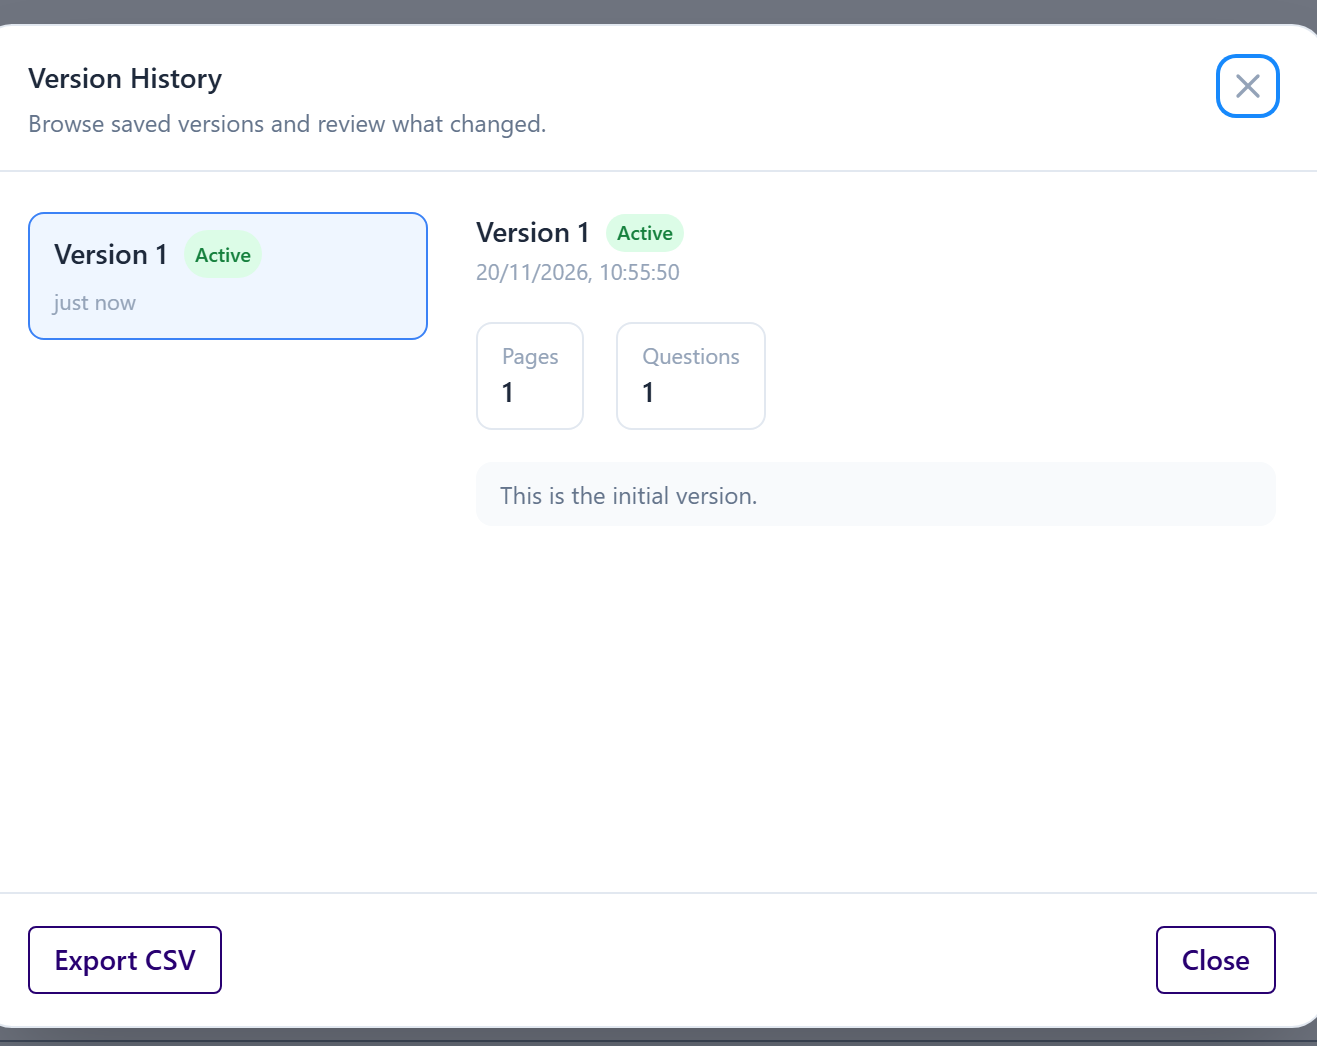 Version History
Browse saved versions and review what changed.
Version 1 Active
just now
Version 1 Active
20/11/2026, 10:55:50
Pages
1
Questions
1
This is the initial version.
Export CSV
Close